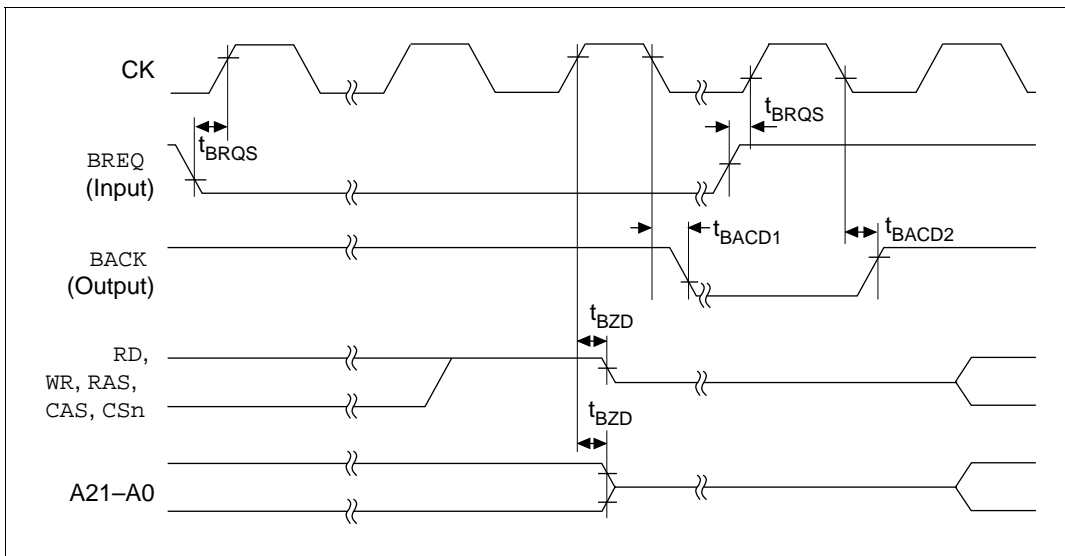 CK
tBRQS
tBRQS
BREQ
(Input)
tBACD1
tBACD2
BACK
(Output)
tBZD
RD,
WR, RAS,
CAS, CSn
tBZD
A21–A0